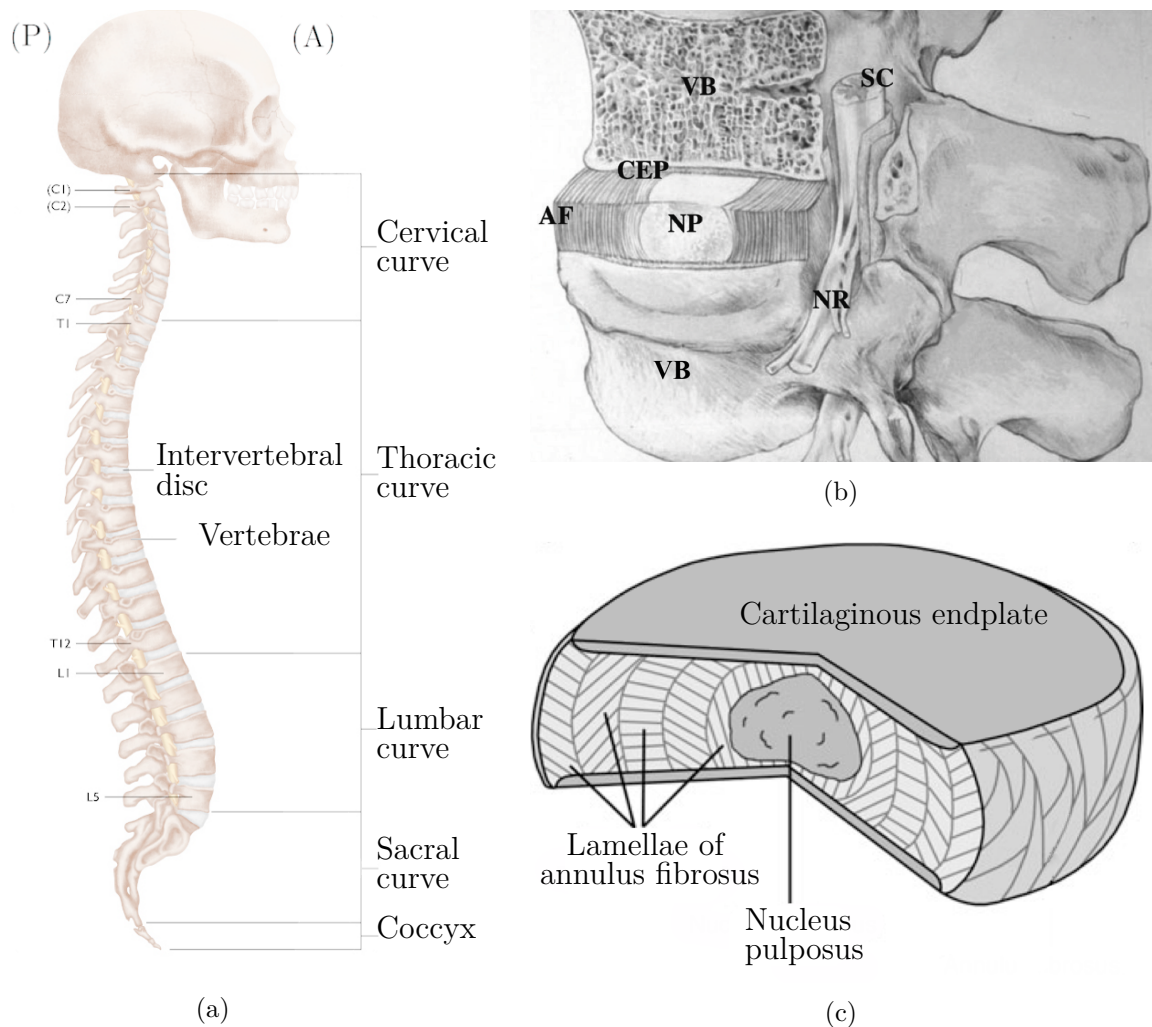 (P)
(A)
(C1)
(C2)
C7
T1
T12
L1
L5
Cervical
curve
Intervertebral
disc
Thoracic
curve
Vertebrae
Lumbar
curve
Sacral
curve
Coccyx
(a)
VB
SC
CEP
AF
NP
NR
VB
(b)
Cartilaginous endplate
Lamellae of
annulus fibrosus
Nucleus
pulposus
(c)